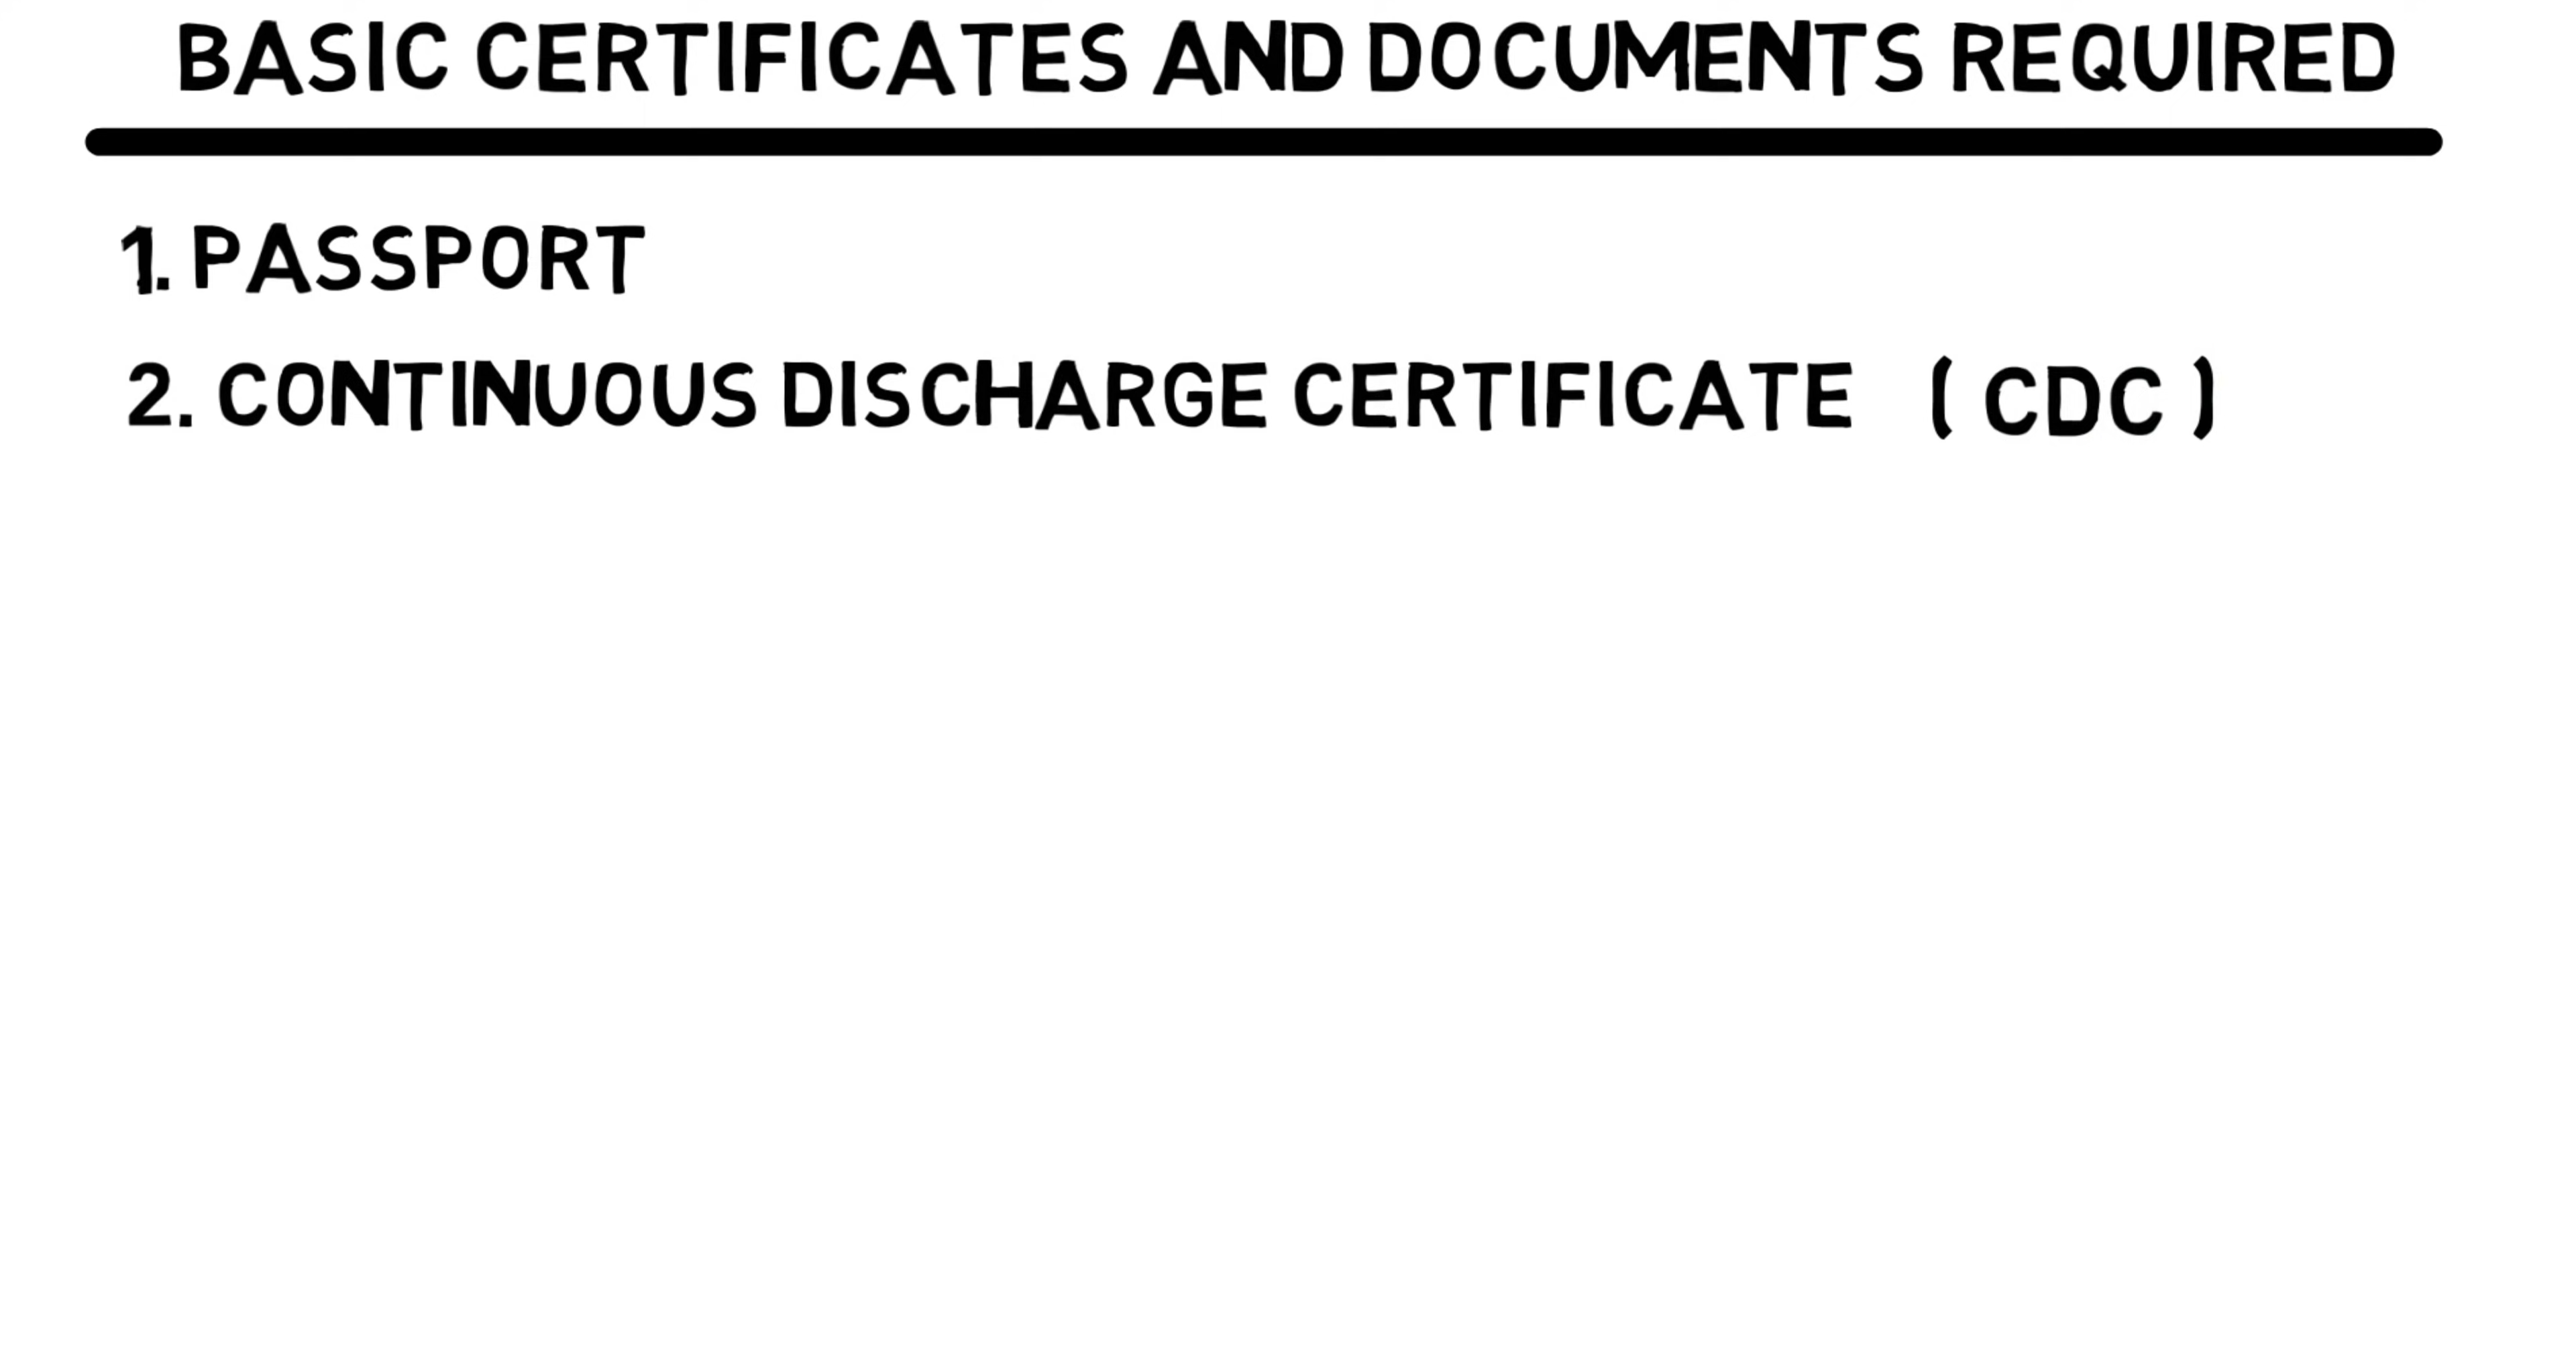 BASIC CERTIFICATES AND DOCUMENTS REQUIRED
1. PASSPORT
2. CONTINUOUS DISCHARGE CERTIFICATE ( CDC )